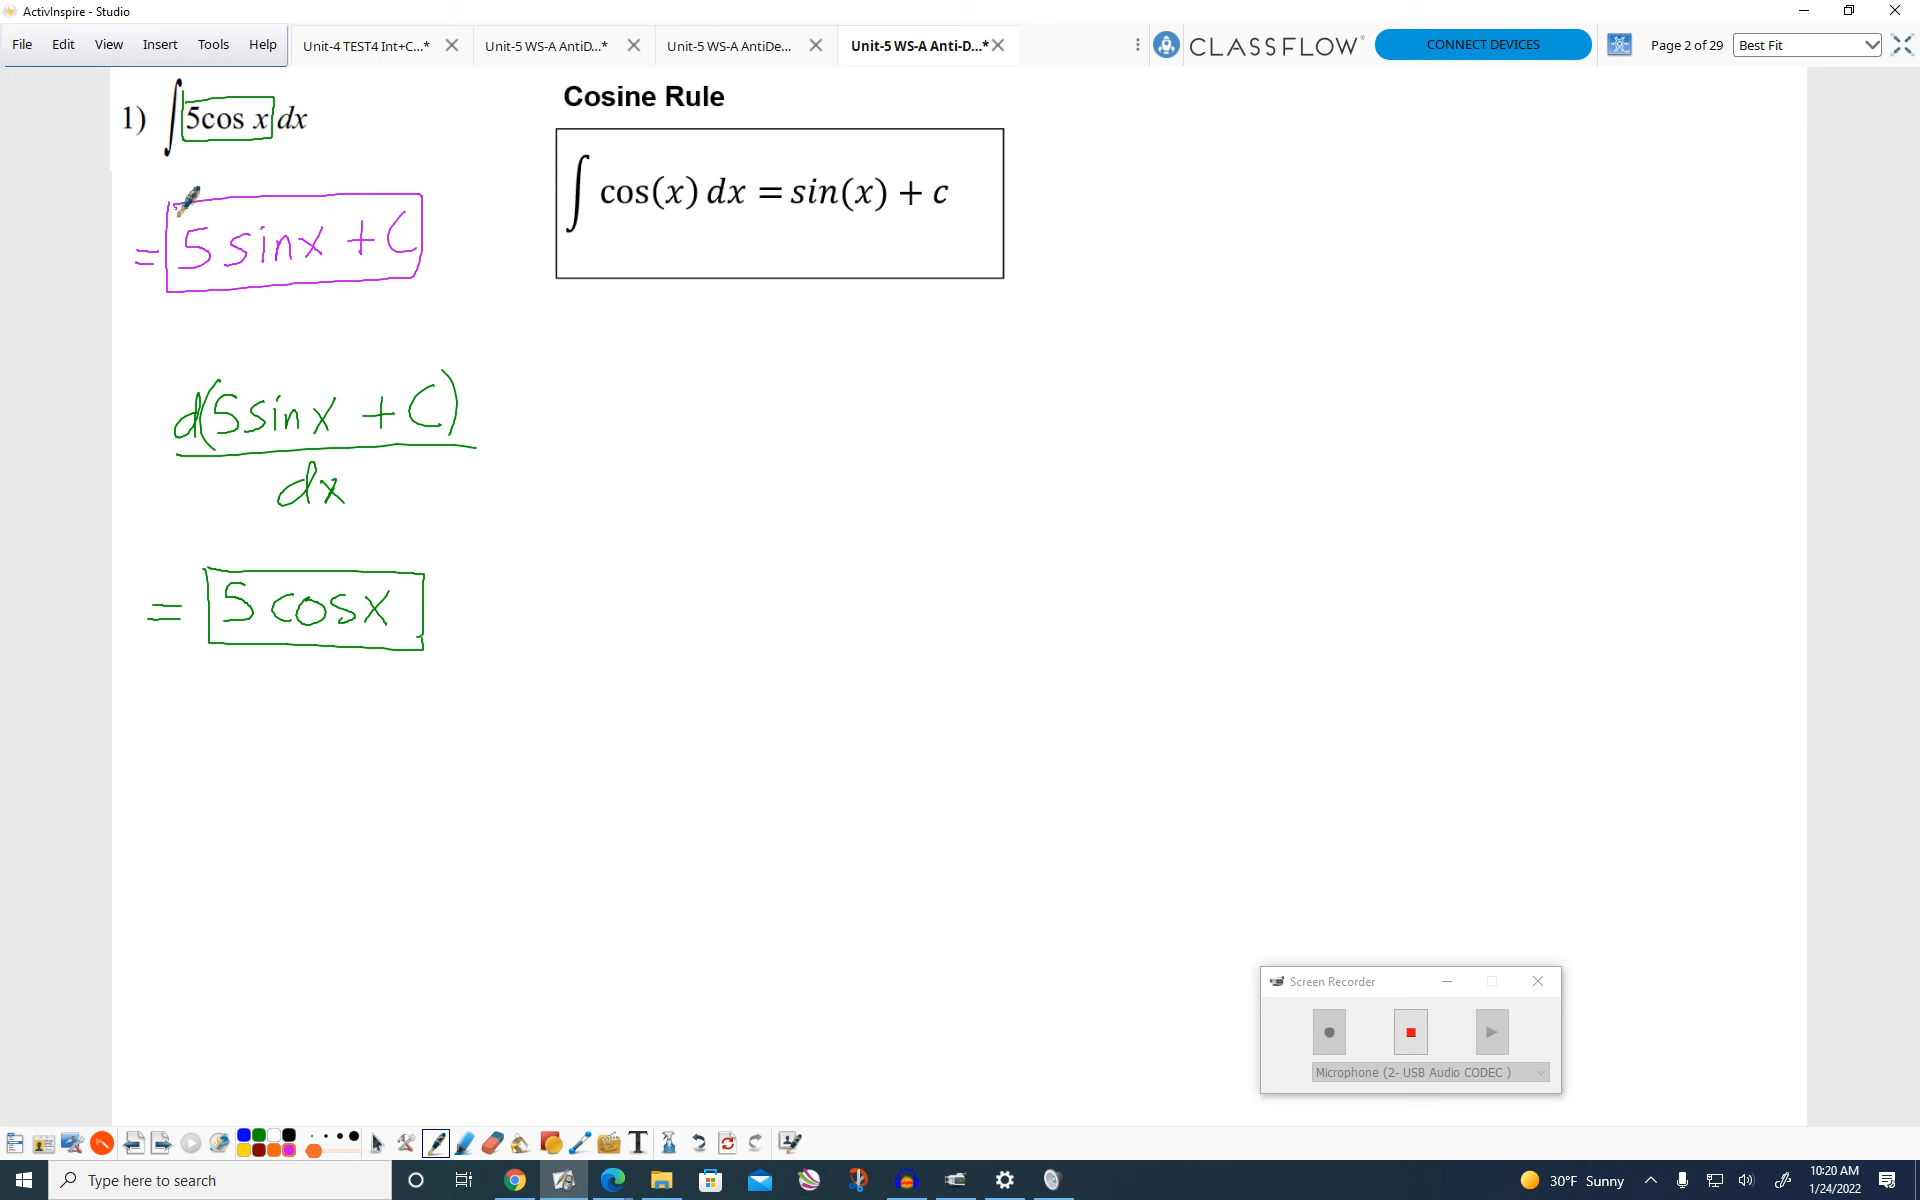 ActivInspire - Studio
File Edit View Insert Tools Help
Unit-4 TEST4 Int+C...*
Unit-5 WS-A AntiD...*
Unit-5 WS-A AntiDe...
Unit-5 WS-A Anti-D...*
CLASSFLOW
CONNECT DEVICES
Page 2 of 29
Best Fit
1) ∫ 5cos x dx
= 5 sinx + C
d(5sinx + C)
dx
= 5 cosx
Cosine Rule
∫ cos(x) dx = sin(x) + c
Screen Recorder
Microphone (2- USB Audio CODEC )
T
Type here to search
30°F Sunny
10:20 AM
1/24/2022